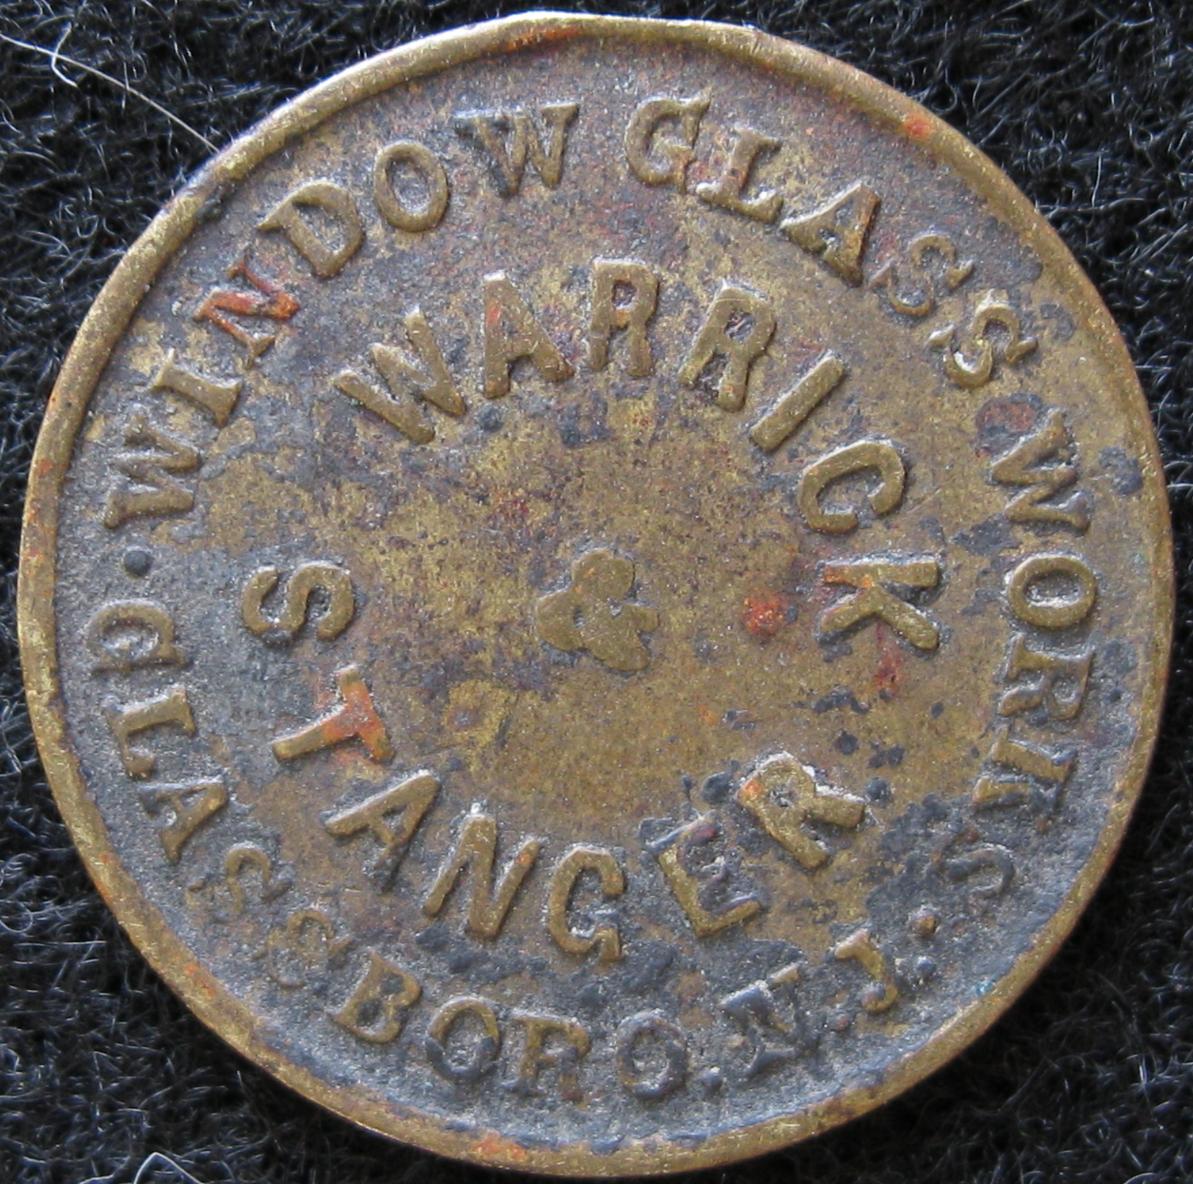 WINDOW GLASS WORKS
WARRICK
&
STANGER
GLASSBORO. N.J.